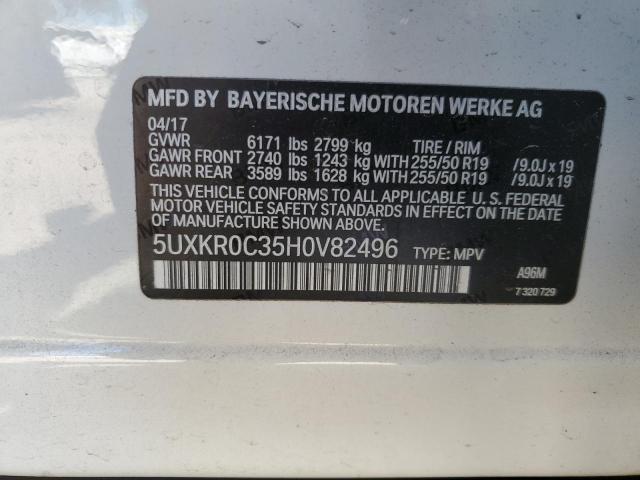 MFD BY BAYERISCHE MOTOREN WERKE AG
04/17
GVWR 6171 lbs 2799 kg TIRE / RIM
GAWR FRONT 2740 lbs 1243 kg WITH 255/50 R19 /9.0J x 19
GAWR REAR 3589 lbs 1628 kg WITH 255/50 R19 /9.0J x 19
THIS VEHICLE CONFORMS TO ALL APPLICABLE U. S. FEDERAL
MOTOR VEHICLE SAFETY STANDARDS IN EFFECT ON THE DATE
OF MANUFACTURE SHOWN ABOVE.
5UXKR0C35H0V82496 TYPE: MPV
A96M
7 320 729